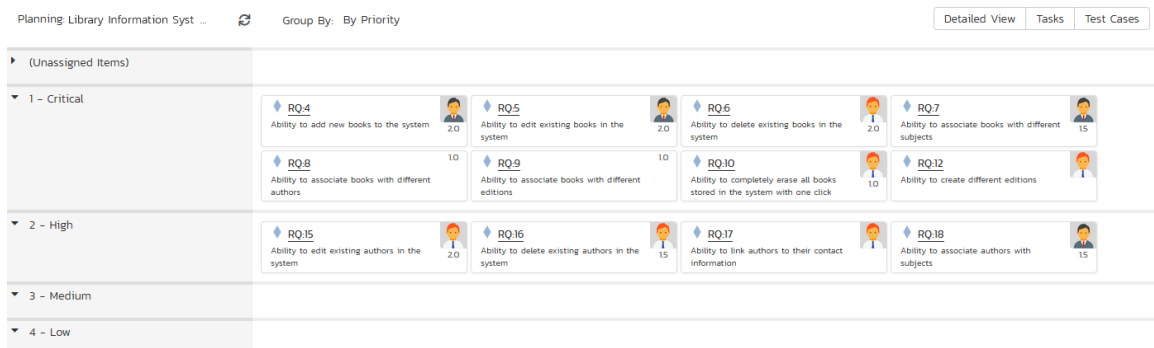 Planning: Library Information Syst ...
Group By: By Priority
Detailed View
Tasks
Test Cases
(Unassigned Items)
1 - Critical
RQ:4
Ability to add new books to the system
2.0
RQ:5
Ability to edit existing books in the
system
2.0
RQ:6
Ability to delete existing books in the
system
2.0
RQ:7
Ability to associate books with different
subjects
1.5
RQ:8
Ability to associate books with different
authors
1.0
RQ:9
Ability to associate books with different
editions
1.0
RQ:10
Ability to completely erase all books
stored in the system with one click
1.0
RQ:12
Ability to create different editions
2 - High
RQ:15
Ability to edit existing authors in the
system
2.0
RQ:16
Ability to delete existing authors in the
system
1.5
RQ:17
Ability to link authors to their contact
information
RQ:18
Ability to associate authors with
subjects
1.5
3 - Medium
4 - Low